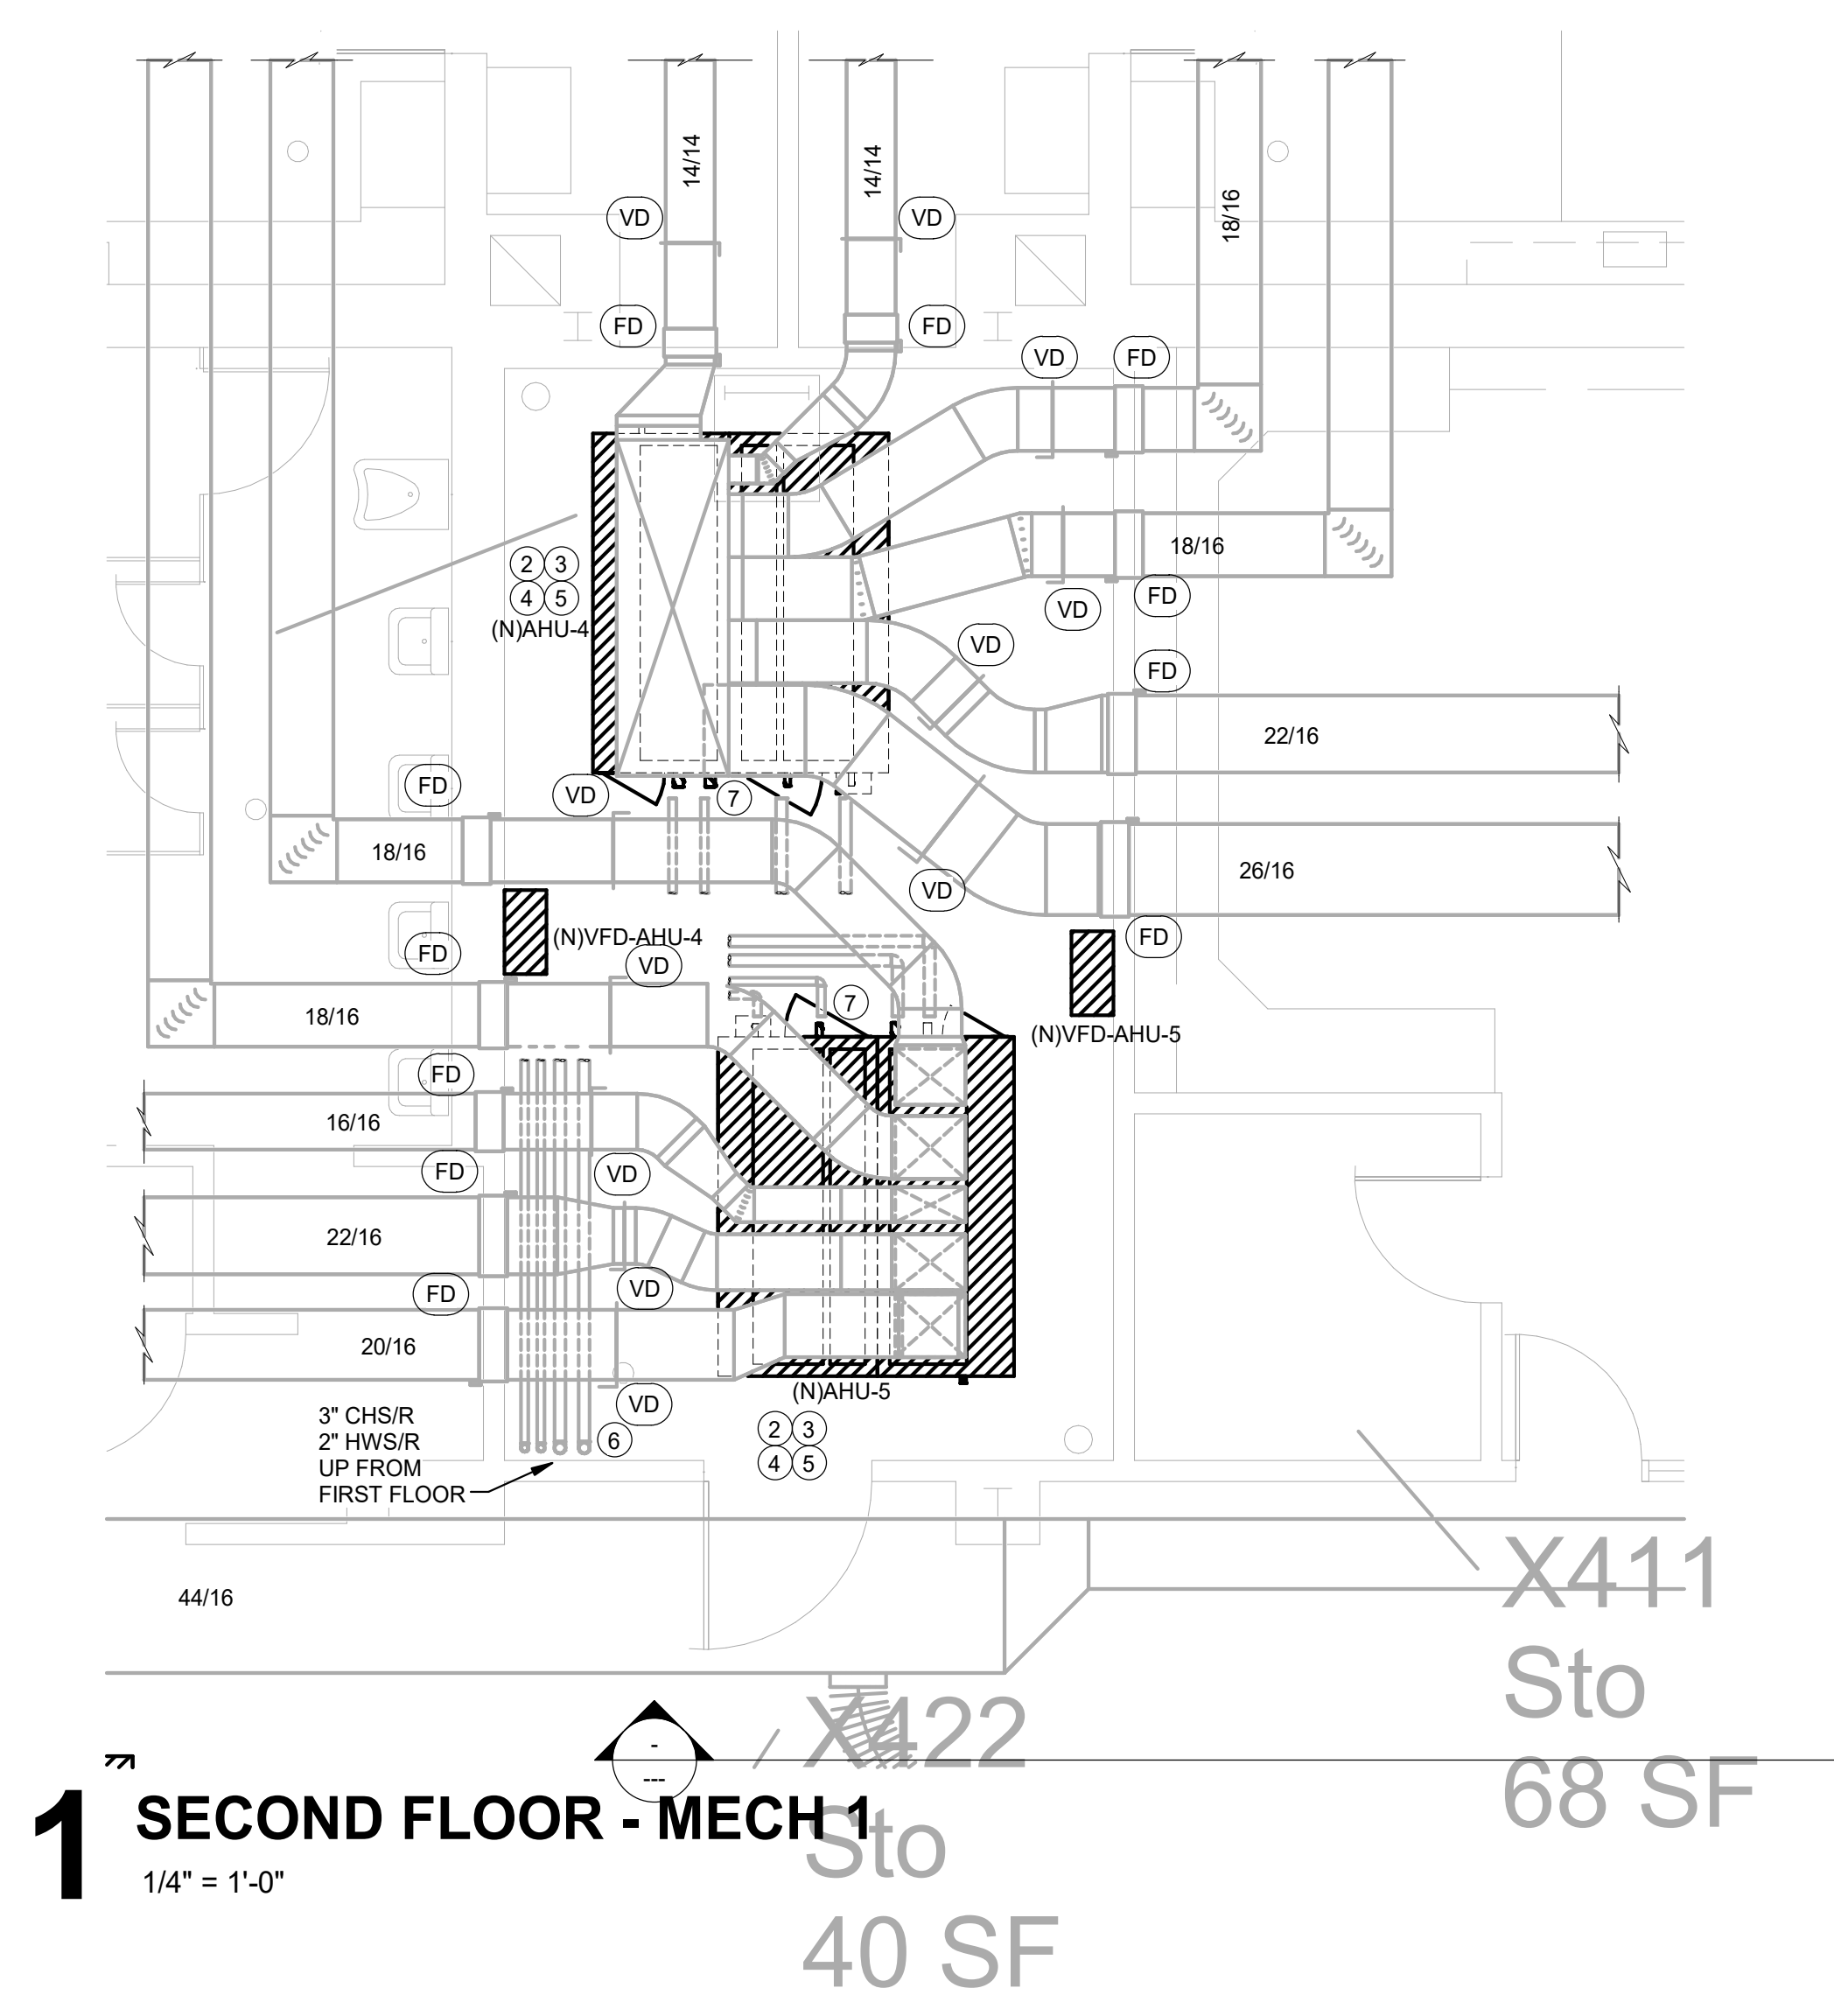 14/14
14/14
18/16
VD
VD
FD
FD
VD
FD
18/16
2
3
4
5
(N)AHU-4
FD
VD
VD
FD
22/16
FD
VD
7
18/16
26/16
VD
(N)VFD-AHU-4
FD
FD
VD
7
18/16
(N)VFD-AHU-5
FD
16/16
FD
VD
22/16
FD
VD
20/16
(N)AHU-5
VD
3" CHS/R
2" HWS/R
UP FROM
FIRST FLOOR
6
2
3
4
5
X411
Sto
68 SF
44/16
X422
Sto
40 SF
-
---
1
SECOND FLOOR - MECH 1
1/4" = 1'-0"